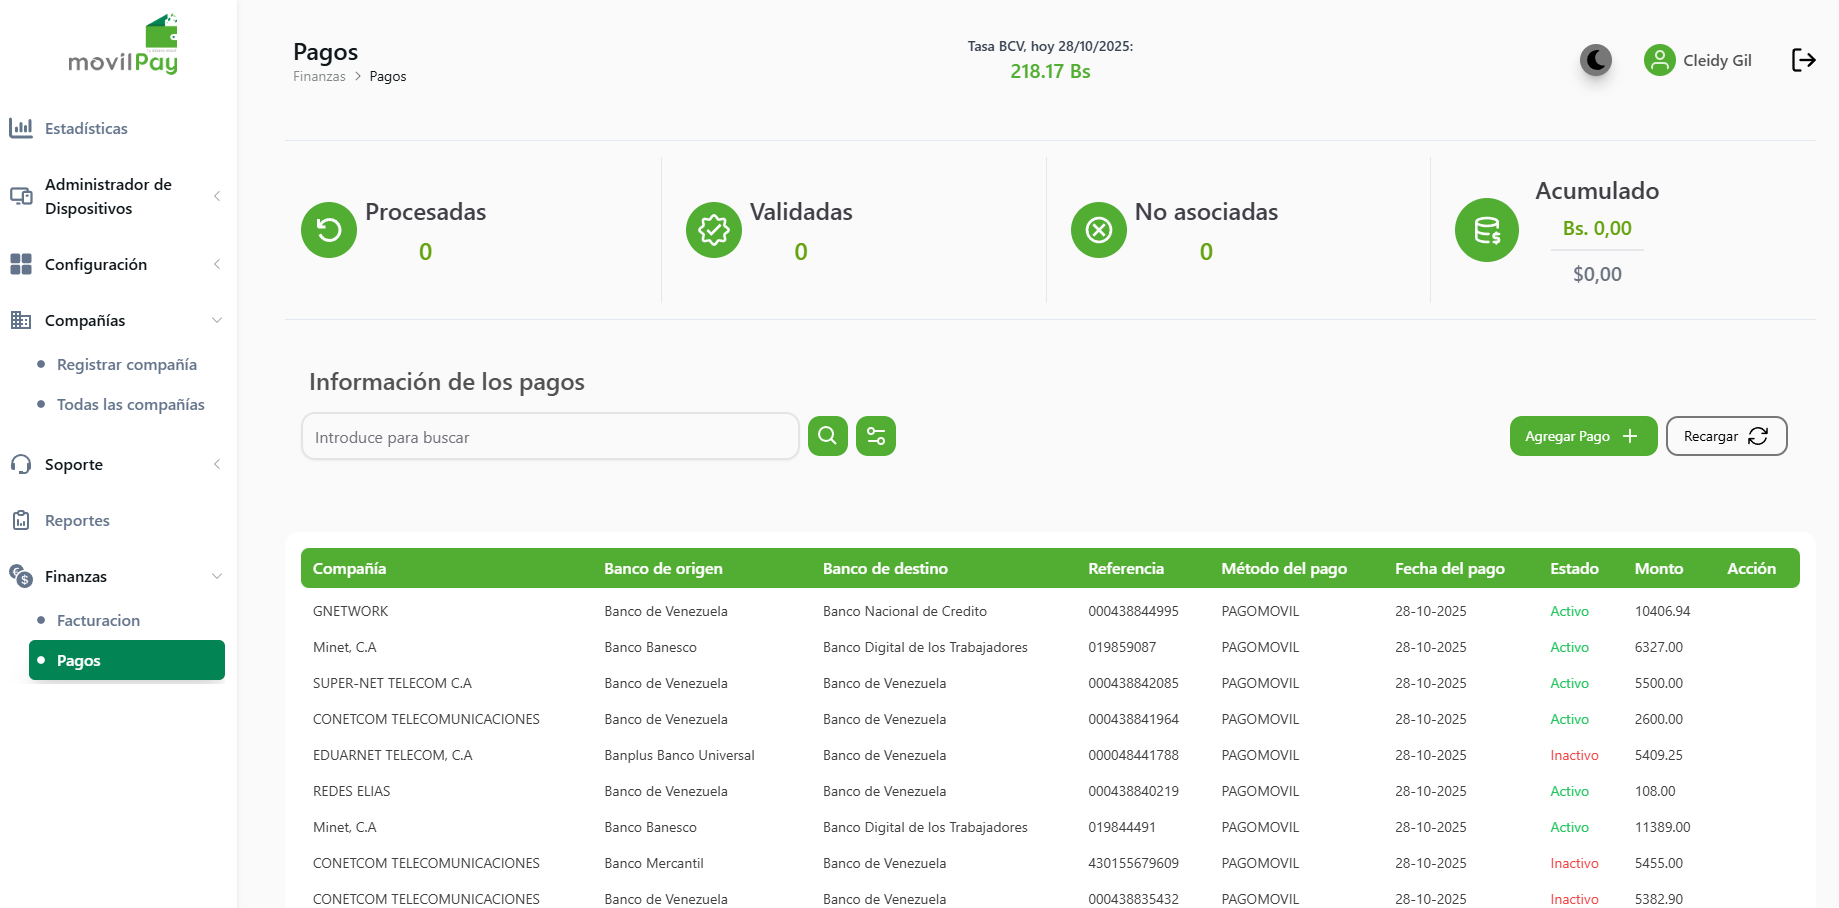 movilPay
Estadísticas
Administrador de
Dispositivos
Configuración
Compañías
Registrar compañía
Todas las compañías
Soporte
Reportes
Finanzas
Facturacion
Pagos
Pagos
Finanzas > Pagos
Tasa BCV, hoy 28/10/2025:
218.17 Bs
Cleidy Gil
Procesadas
0
Validadas
0
No asociadas
0
Acumulado
Bs. 0,00
$0,00
Información de los pagos
Introduce para buscar
Agregar Pago
Recargar
Compañía Banco de origen Banco de destino Referencia Método del pago Fecha del pago Estado Monto Acción
GNETWORK Banco de Venezuela Banco Nacional de Credito 000438844995 PAGOMOVIL 28-10-2025 Activo 10406.94
Minet, C.A Banco Banesco Banco Digital de los Trabajadores 019859087 PAGOMOVIL 28-10-2025 Activo 6327.00
SUPER-NET TELECOM C.A Banco de Venezuela Banco de Venezuela 000438842085 PAGOMOVIL 28-10-2025 Activo 5500.00
CONETCOM TELECOMUNICACIONES Banco de Venezuela Banco de Venezuela 000438841964 PAGOMOVIL 28-10-2025 Activo 2600.00
EDUARNET TELECOM, C.A Banplus Banco Universal Banco de Venezuela 000048441788 PAGOMOVIL 28-10-2025 Inactivo 5409.25
REDES ELIAS Banco de Venezuela Banco de Venezuela 000438840219 PAGOMOVIL 28-10-2025 Activo 108.00
Minet, C.A Banco Banesco Banco Digital de los Trabajadores 019844491 PAGOMOVIL 28-10-2025 Activo 11389.00
CONETCOM TELECOMUNICACIONES Banco Mercantil Banco de Venezuela 430155679609 PAGOMOVIL 28-10-2025 Inactivo 5455.00
CONETCOM TELECOMUNICACIONES Banco de Venezuela Banco de Venezuela 000438835432 PAGOMOVIL 28-10-2025 Inactivo 5382.90